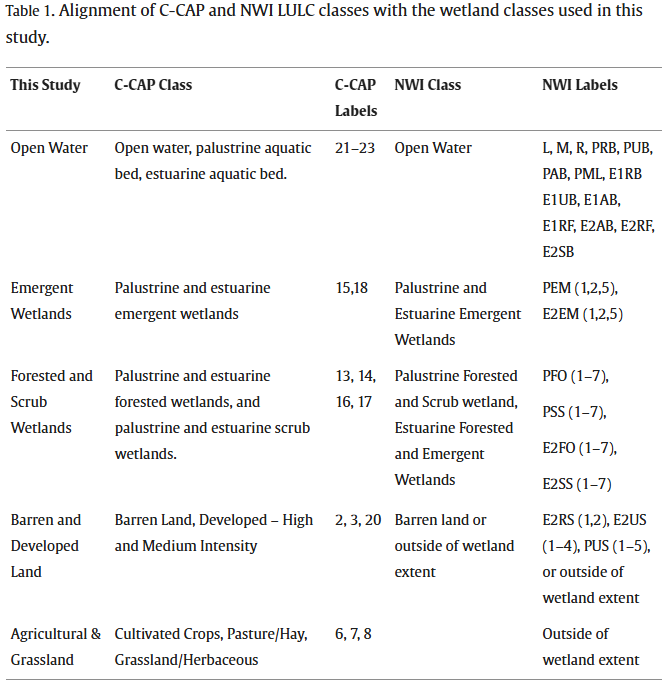 Table 1. Alignment of C-CAP and NWI LULC classes with the wetland classes used in this
study.
This Study
C-CAP Class
C-CAP
Labels
NWI Class
NWI Labels
Open Water
Open water, palustrine aquatic
bed, estuarine aquatic bed.
21–23
Open Water
L, M, R, PRB, PUB,
PAB, PML, E1RB
E1UB, E1AB,
E1RF, E2AB, E2RF,
E2SB
Emergent
Wetlands
Palustrine and estuarine
emergent wetlands
15,18
Palustrine and
Estuarine Emergent
Wetlands
PEM (1,2,5),
E2EM (1,2,5)
Forested and
Scrub
Wetlands
Palustrine and estuarine
forested wetlands, and
palustrine and estuarine scrub
wetlands.
13, 14,
16, 17
Palustrine Forested
and Scrub wetland,
Estuarine Forested
and Emergent
Wetlands
PFO (1–7),
PSS (1–7),
E2FO (1–7),
E2SS (1–7)
Barren and
Developed
Land
Barren Land, Developed – High
and Medium Intensity
2, 3, 20
Barren land or
outside of wetland
extent
E2RS (1,2), E2US
(1–4), PUS (1–5),
or outside of
wetland extent
Agricultural &
Grassland
Cultivated Crops, Pasture/Hay,
Grassland/Herbaceous
6, 7, 8
Outside of
wetland extent